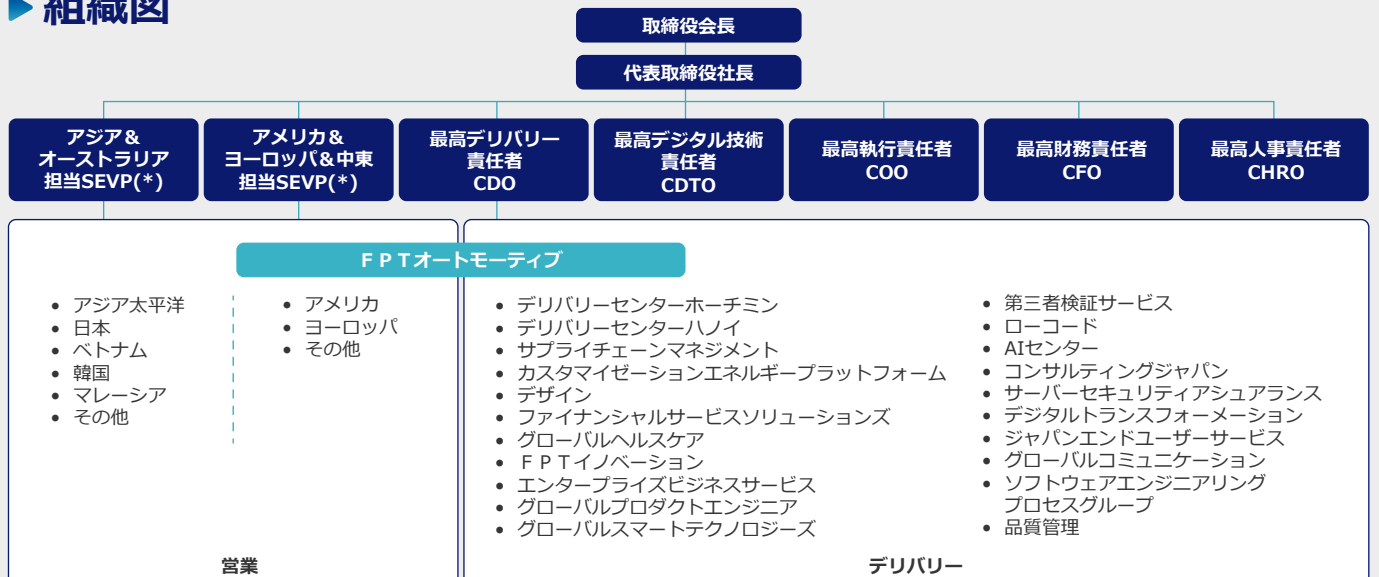 組織図
取締役会長
代表取締役社長
アジア＆
オーストラリア
担当SEVP(*)
アメリカ＆
ヨーロッパ＆中東
担当SEVP(*)
最高デリバリー
責任者
CDO
最高デジタル技術
責任者
CDTO
最高執行責任者
COO
最高財務責任者
CFO
最高人事責任者
CHRO
ＦＰＴオートモーティブ
• アジア太平洋
• 日本
• ベトナム
• 韓国
• マレーシア
• その他
• アメリカ
• ヨーロッパ
• その他
• デリバリーセンターホーチミン
• デリバリーセンターハノイ
• サプライチェーンマネジメント
• カスタマイゼーションエネルギープラットフォーム
• デザイン
• ファイナンシャルサービスソリューションズ
• グローバルヘルスケア
• ＦＰＴイノベーション
• エンタープライズビジネスサービス
• グローバルプロダクトエンジニア
• グローバルスマートテクノロジーズ
• 第三者検証サービス
• ローコード
• AIセンター
• コンサルティングジャパン
• サーバーセキュリティアシュアランス
• デジタルトランスフォーメーション
• ジャパンエンドユーザーサービス
• グローバルコミュニケーション
• ソフトウェアエンジニアリング
プロセスグループ
• 品質管理
営業
デリバリー